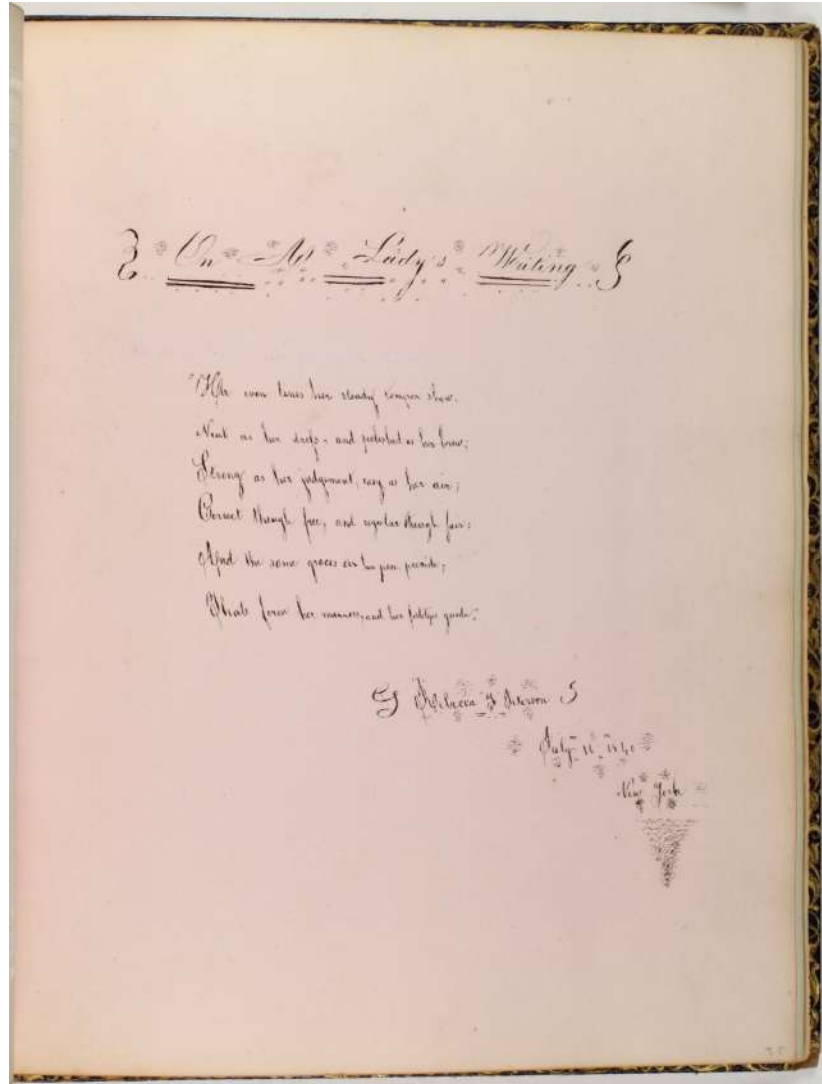 On A Lady's Writing
Her even lines her steady temper show.
Neat as her dress, and polished as her brow;
Strong as her judgement, easy as her air;
Correct though free, and regular though fair:
And the same graces on her pen preside,
That form her manners, and her footsteps guide.
Rebecca
July
New York